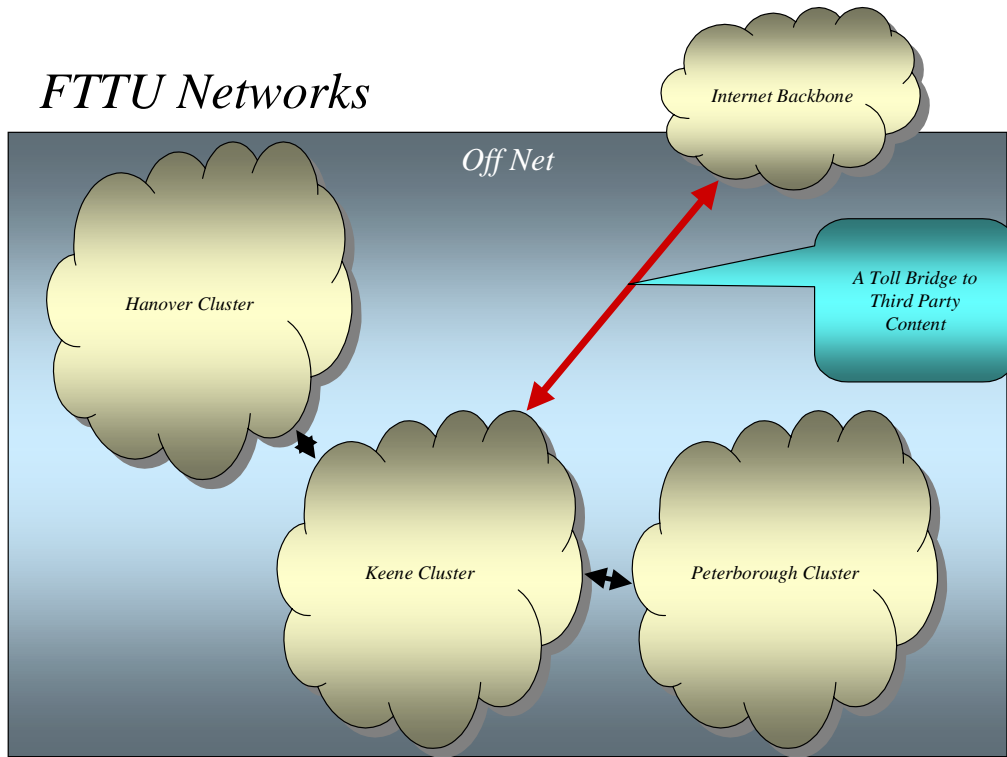 FTTU Networks
Internet Backbone
Off Net
Hanover Cluster
A Toll Bridge to
Third Party
Content
Keene Cluster
Peterborough Cluster